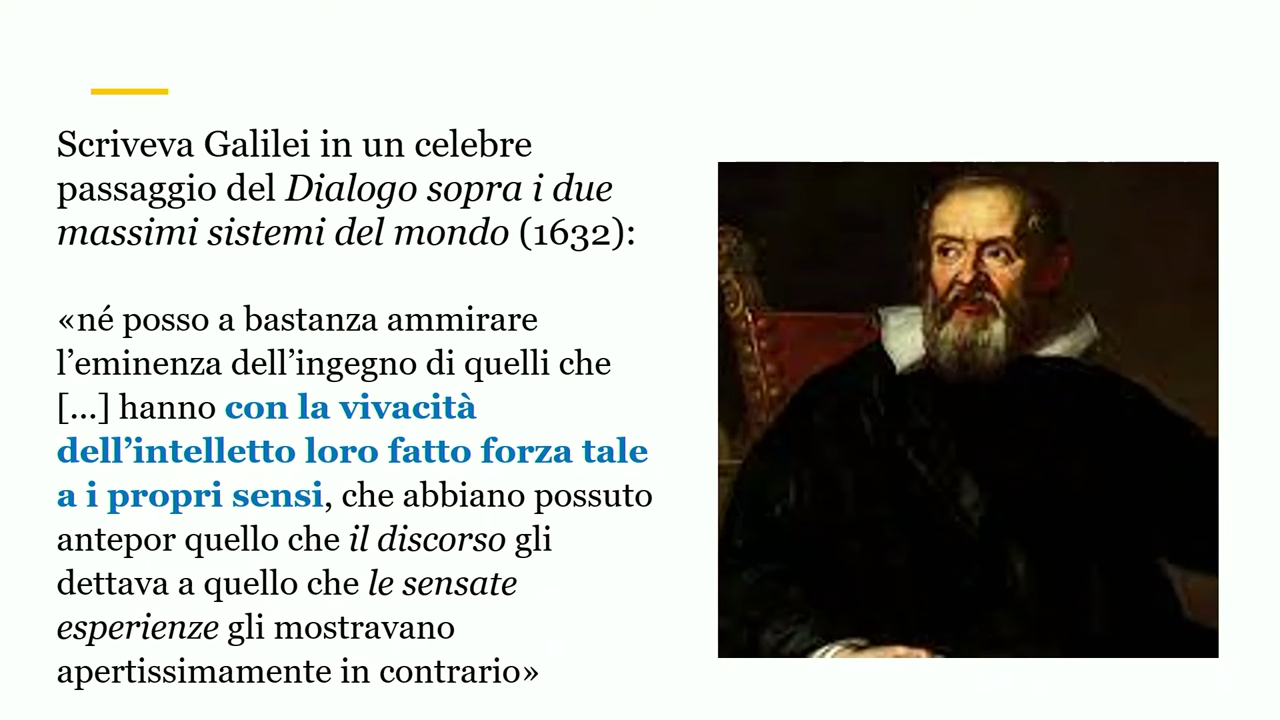 Scriveva Galilei in un celebre
passaggio del Dialogo sopra i due
massimi sistemi del mondo (1632):
«né posso a bastanza ammirare
l’eminenza dell’ingegno di quelli che
[...] hanno con la vivacità
dell’intelletto loro fatto forza tale
a i propri sensi, che abbiano possuto
antepor quello che il discorso gli
dettava a quello che le sensate
esperienze gli mostravano
apertissimamente in contrario»